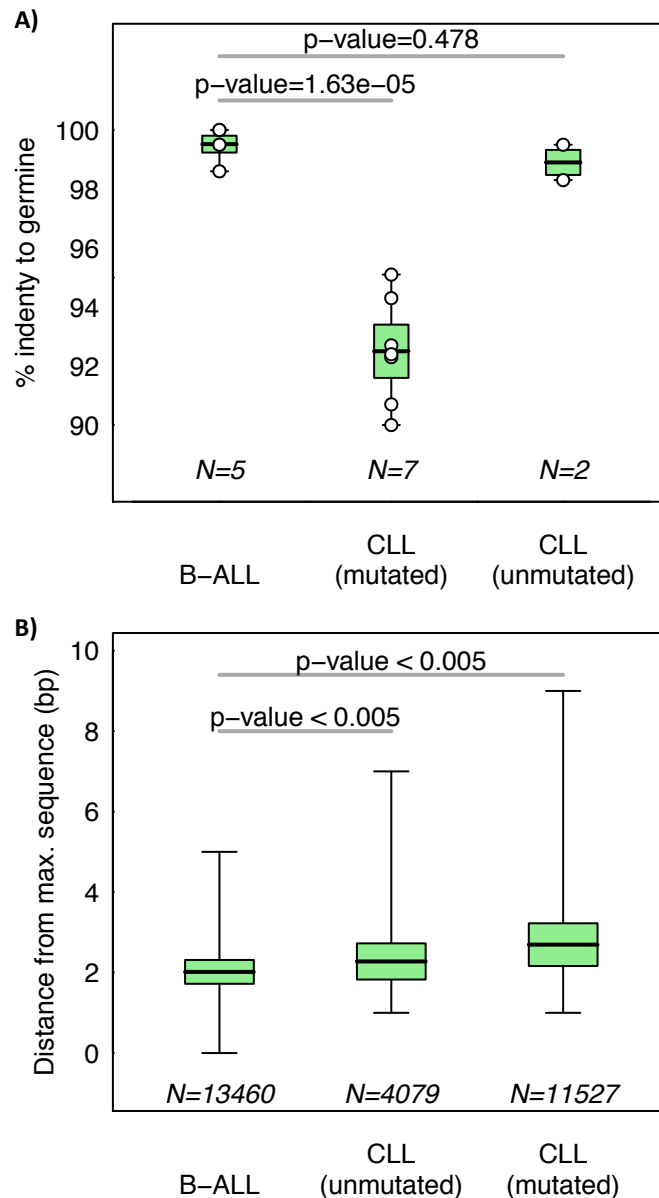 A)
p−value=0.478
p−value=1.63e−05
100
98
96
94
92
90
% indenty to germine
N=5
N=7
N=2
B−ALL
CLL
(mutated)
CLL
(unmutated)
B)
10
8
6
4
2
0
Distance from max. sequence (bp)
p−value < 0.005
p−value < 0.005
N=13460
N=4079
N=11527
B−ALL
CLL
(unmutated)
CLL
(mutated)